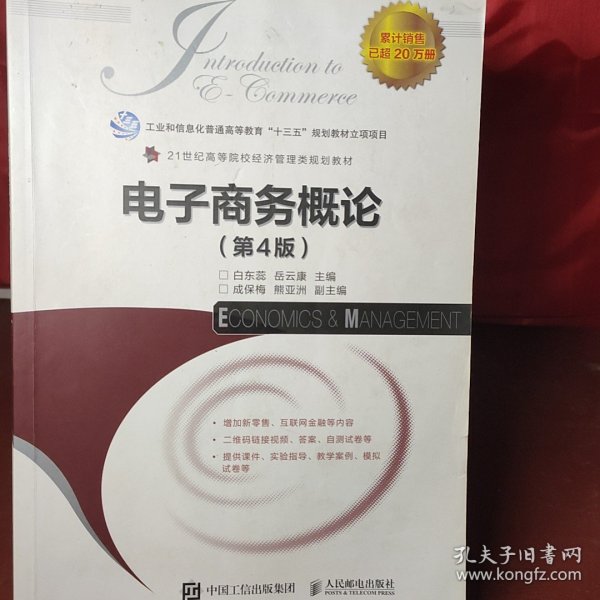 Introduction to
E-Commerce
累计销售
已超 20 万册
工业和信息化普通高等教育“十三五”规划教材立项项目
21世纪高等院校经济管理类规划教材
电子商务概论
（第4版）
□ 白东蕊 岳云康 主编
□ 成保梅 熊亚洲 副主编
ECONOMICS & MANAGEMENT
• 增加新零售、互联网金融等内容
• 二维码链接视频、答案、自测试卷等
• 提供课件、实验指导、教学案例、模拟
试卷等
中国工信出版集团
人民邮电出版社
POSTS & TELECOM PRESS
孔夫子旧书网
www.kongfz.com